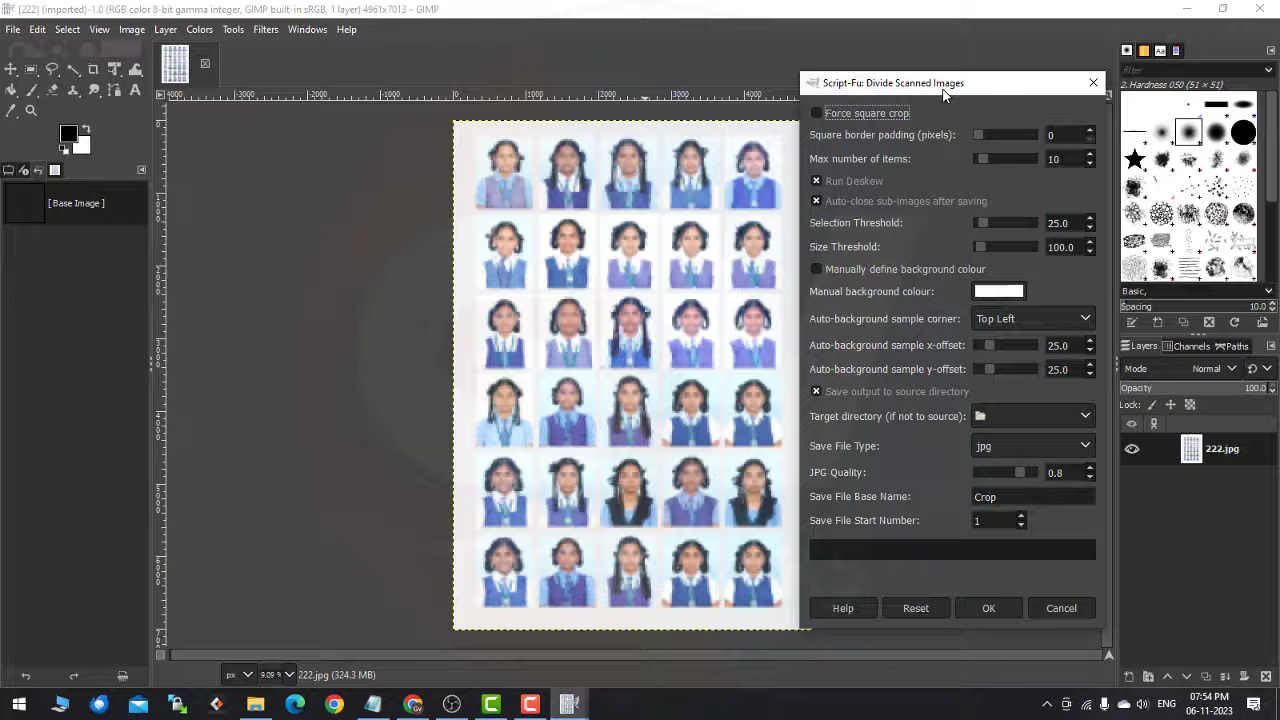 [222] (imported)-1.0 (RGB color 8-bit gamma integer, GIMP built-in sRGB, 1 layer) 4961x7013 – GIMP
File Edit Select View Image Layer Colors Tools Filters Windows Help
Script-Fu: Divide Scanned Images
Force square crop
Square border padding (pixels): 0
Max number of items: 10
Run Deskew
Auto-close sub-images after saving
Selection Threshold: 25.0
Size Threshold: 100.0
Manually define background colour
Manual background colour:
Auto-background sample corner: Top Left
Auto-background sample x-offset: 25.0
Auto-background sample y-offset: 25.0
Save output to source directory
Target directory (if not to source):
Save File Type: jpg
JPG Quality: 0.8
Save File Base Name: Crop
Save File Start Number: 1
Help Reset OK Cancel
[ Base Image ]
filter
2. Hardness 050 (51 × 51)
Basic,
Spacing 10.0
Layers Channels Paths
Mode Normal
Opacity 100.0
Lock:
222.jpg
px 9.09 % 222.jpg (324.3 MB)
ENG
07:54 PM
06-11-2023